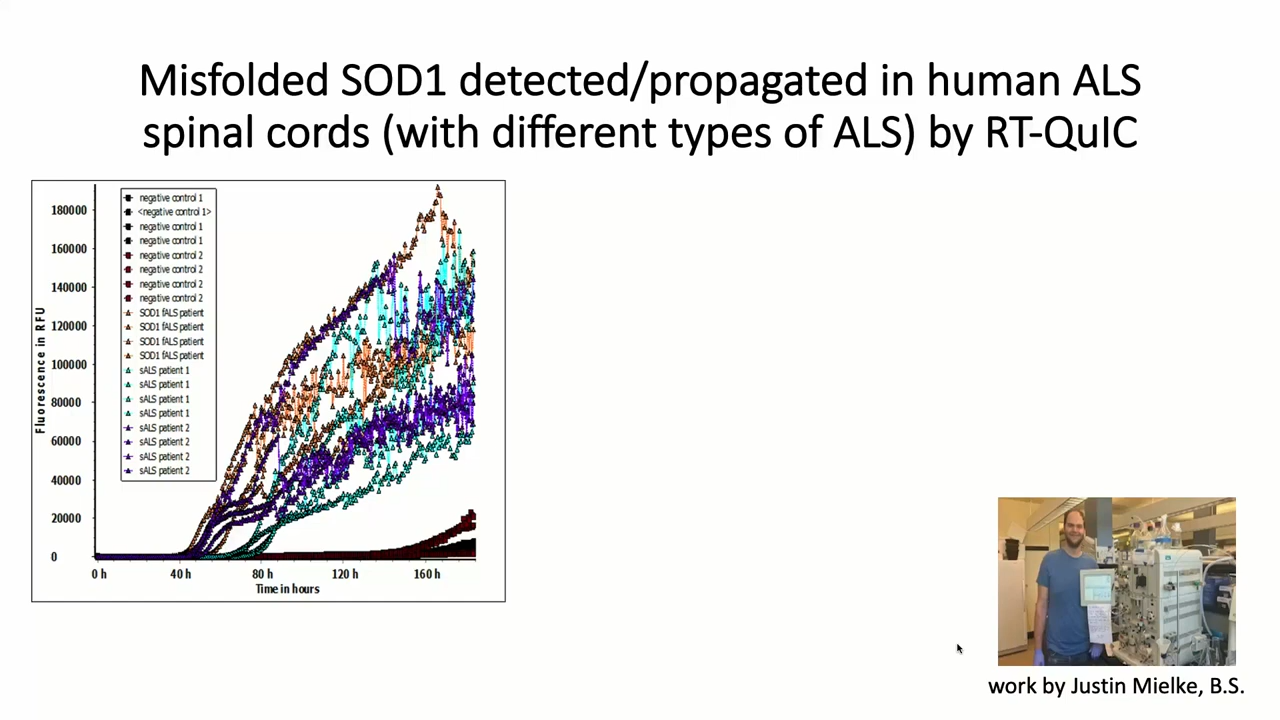 Misfolded SOD1 detected/propagated in human ALS
spinal cords (with different types of ALS) by RT-QuIC
negative control 1
<negative control 1>
negative control 1
negative control 1
negative control 2
negative control 2
negative control 2
negative control 2
SOD1 fALS patient
SOD1 fALS patient
SOD1 fALS patient
SOD1 fALS patient
sALS patient 1
sALS patient 1
sALS patient 1
sALS patient 1
sALS patient 2
sALS patient 2
sALS patient 2
sALS patient 2
Fluorescence in RFU
180000
160000
140000
120000
100000
80000
60000
40000
20000
0
0 h 40 h 80 h 120 h 160 h
Time in hours
work by Justin Mielke, B.S.